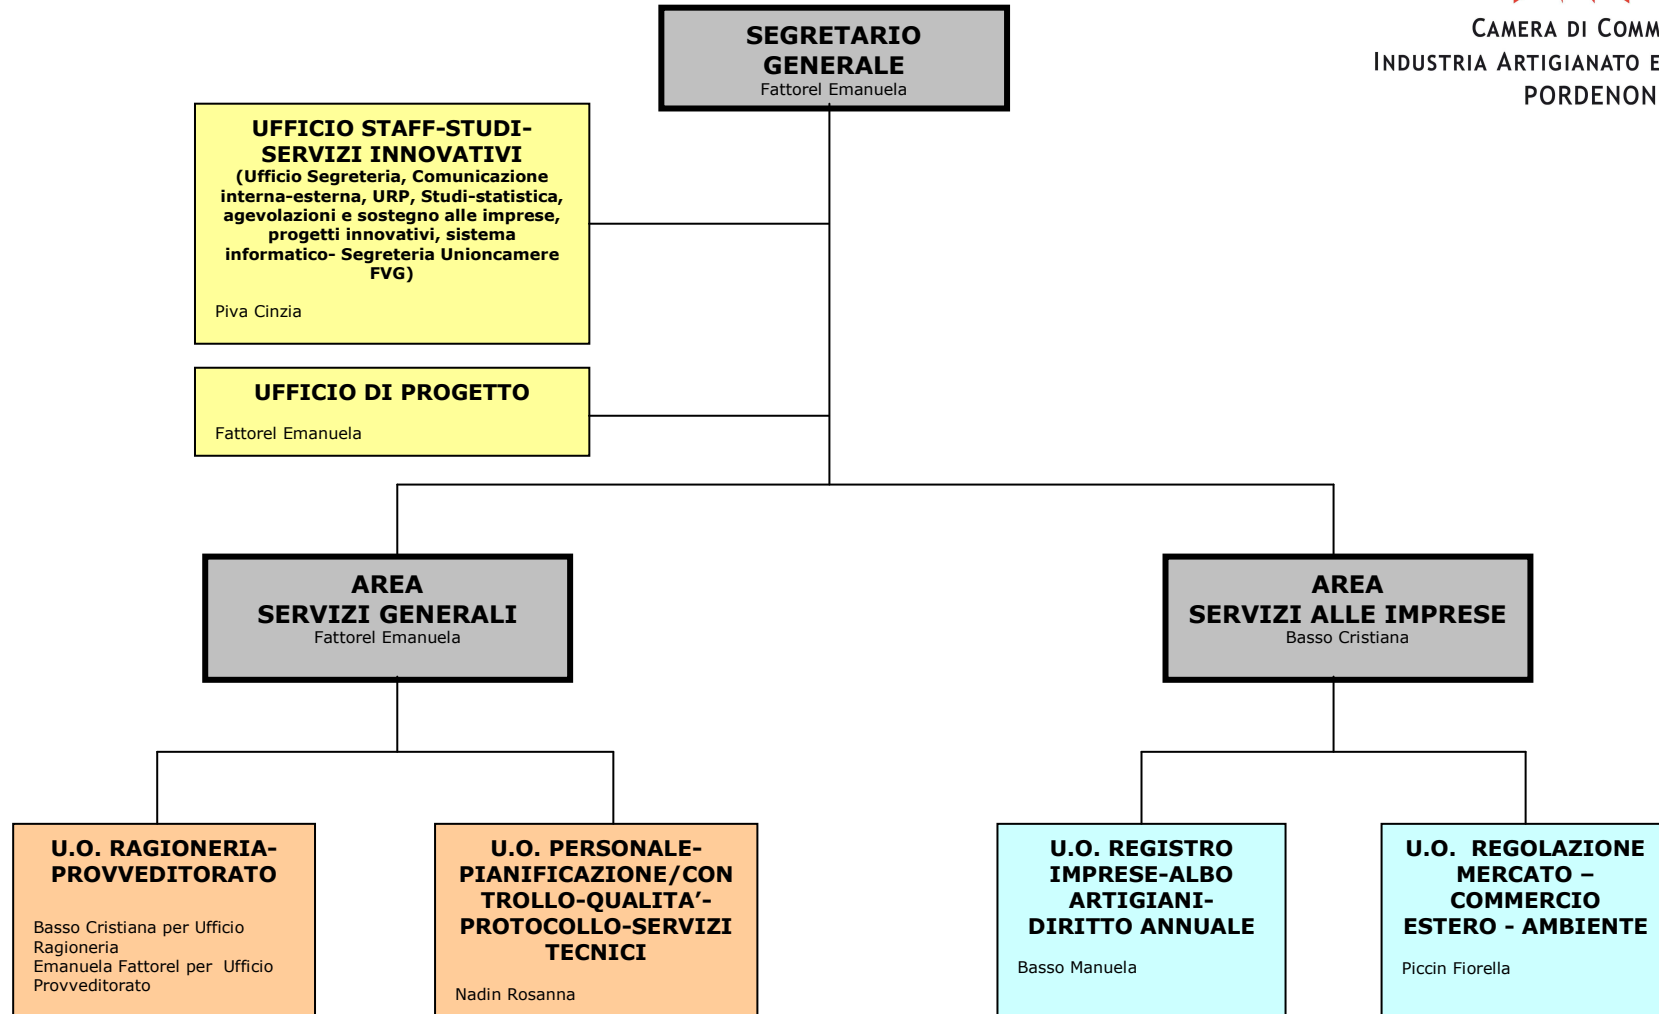 SEGRETARIO
GENERALE
Fattorel Emanuela
CAMERA DI COMM
INDUSTRIA ARTIGIANATO E
PORDENON
UFFICIO STAFF-STUDI-
SERVIZI INNOVATIVI
(Ufficio Segreteria, Comunicazione
interna-esterna, URP, Studi-statistica,
agevolazioni e sostegno alle imprese,
progetti innovativi, sistema
informatico- Segreteria Unioncamere
FVG)
Piva Cinzia
UFFICIO DI PROGETTO
Fattorel Emanuela
AREA
SERVIZI GENERALI
Fattorel Emanuela
AREA
SERVIZI ALLE IMPRESE
Basso Cristiana
U.O. RAGIONERIA-
PROVVEDITORATO
Basso Cristiana per Ufficio
Ragioneria
Emanuela Fattorel per  Ufficio
Provveditorato
U.O. PERSONALE-
PIANIFICAZIONE/CON
TROLLO-QUALITA’-
PROTOCOLLO-SERVIZI
TECNICI
Nadin Rosanna
U.O. REGISTRO
IMPRESE-ALBO
ARTIGIANI-
DIRITTO ANNUALE
Basso Manuela
U.O.  REGOLAZIONE
MERCATO –
COMMERCIO
ESTERO - AMBIENTE
Piccin Fiorella